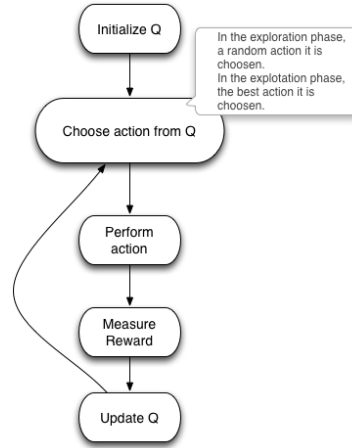 Initialize Q
In the exploration phase,
a random action it is
choosen.
In the explotation phase,
the best action it is
choosen.
Choose action from Q
Perform
action
Measure
Reward
Update Q